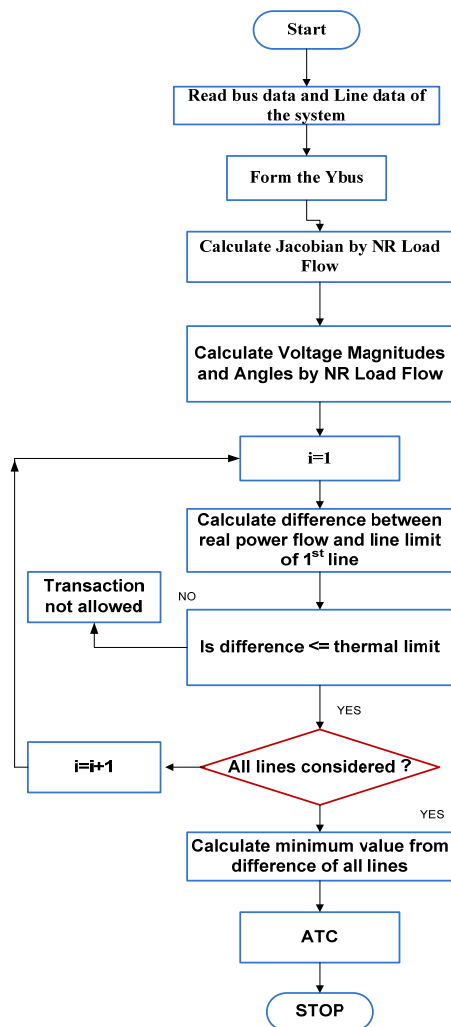 Start
Read bus data and Line data of
the system
Form the Ybus
Calculate Jacobian by NR Load
Flow
Calculate Voltage Magnitudes
and Angles by NR Load Flow
i=1
Calculate difference between
real power flow and line limit
of 1st line
Transaction
not allowed
NO
Is difference <= thermal limit
YES
i=i+1
All lines considered ?
YES
Calculate minimum value from
difference of all lines
ATC
STOP